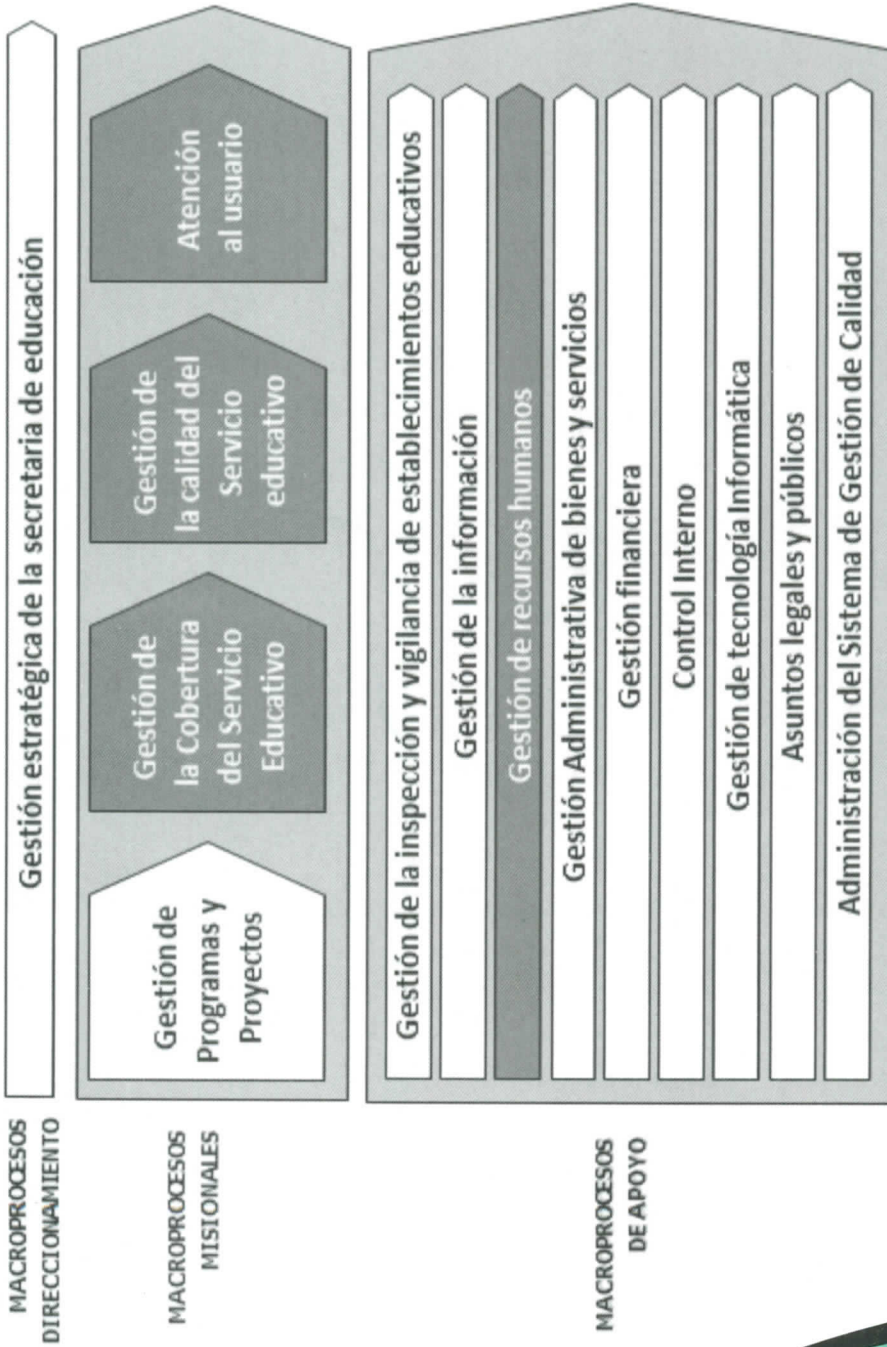 MACROPROCESOS
DIRECCIONAMIENTO
Gestión estratégica de la secretaria de educación
MACROPROCESOS
MISIONALES
Gestión de
Programas y
Proyectos
Gestión de
la Cobertura
del Servicio
Educativo
Gestión de
la calidad del
Servicio
educativo
Atención
al usuario
MACROPROCESOS
DE APOYO
Gestión de la inspección y vigilancia de establecimientos educativos
Gestión de la información
Gestión de recursos humanos
Gestión Administrativa de bienes y servicios
Gestión financiera
Control Interno
Gestión de tecnología Informática
Asuntos legales y públicos
Administración del Sistema de Gestión de Calidad